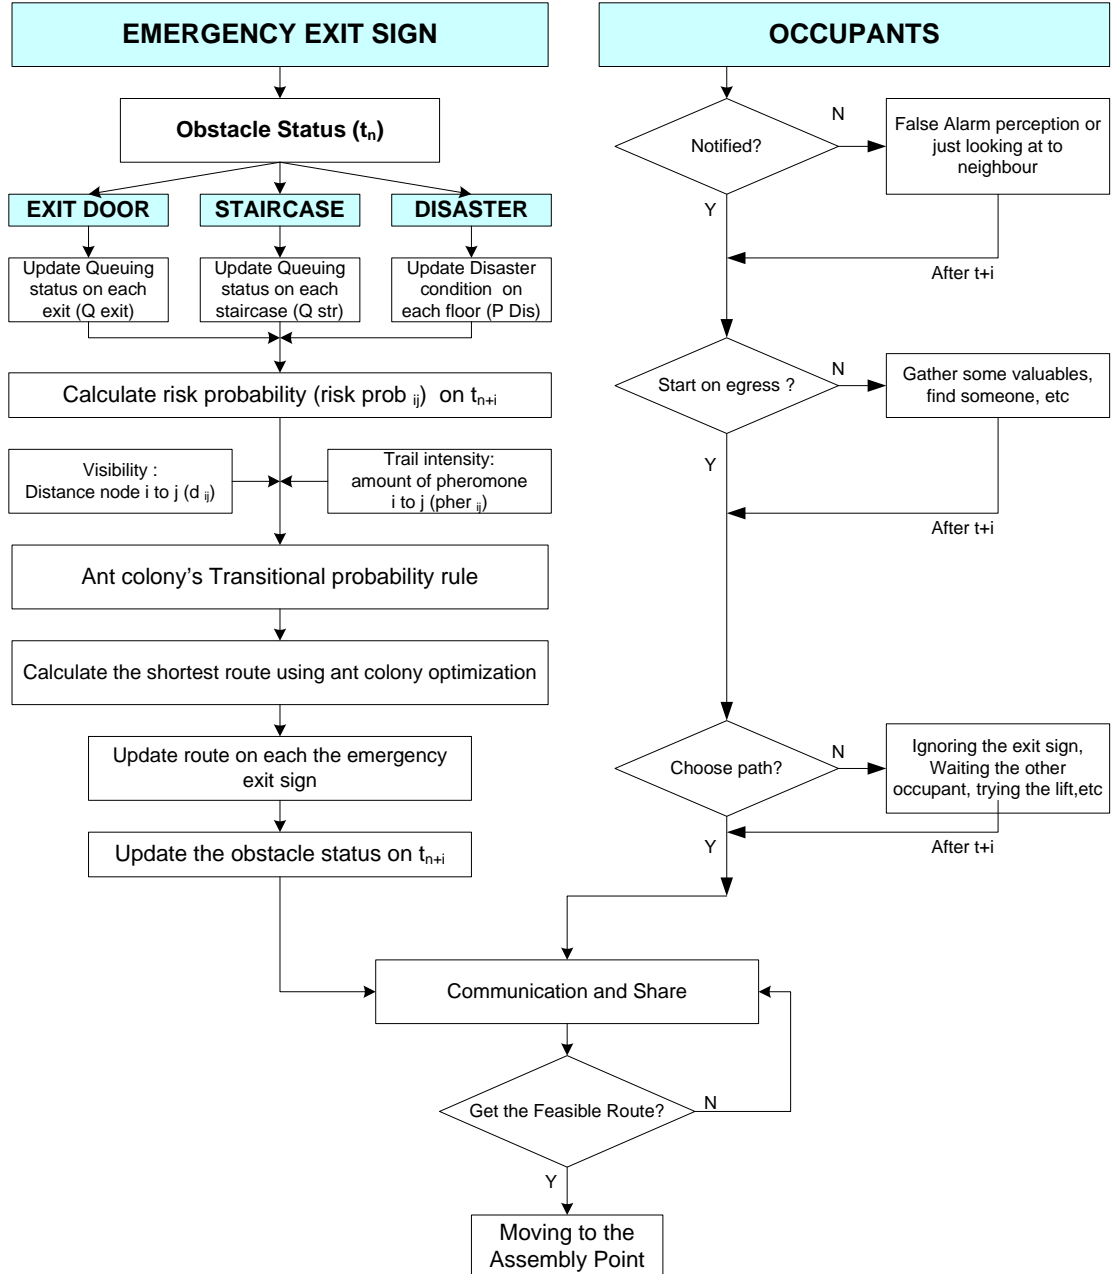 EMERGENCY EXIT SIGN
Obstacle Status (tn)
EXIT DOOR
STAIRCASE
DISASTER
Update Queuing
status on each
exit (Q exit)
Update Queuing
status on each
staircase (Q str)
Update Disaster
condition on
each floor (P Dis)
Calculate risk probability (risk prob ij) on tn+i
Visibility :
Distance node i to j (d ij)
Trail intensity:
amount of pheromone
i to j (pher ij)
Ant colony's Transitional probability rule
Calculate the shortest route using ant colony optimization
Update route on each the emergency
exit sign
Update the obstacle status on tn+i
OCCUPANTS
Notified?
N
False Alarm perception or
just looking at to
neighbour
Y
After t+i
Start on egress ?
N
Gather some valuables,
find someone, etc
Y
After t+i
Choose path?
N
Ignoring the exit sign,
Waiting the other
occupant, trying the lift,etc
Y
After t+i
Communication and Share
Get the Feasible Route?
N
Y
Moving to the
Assembly Point